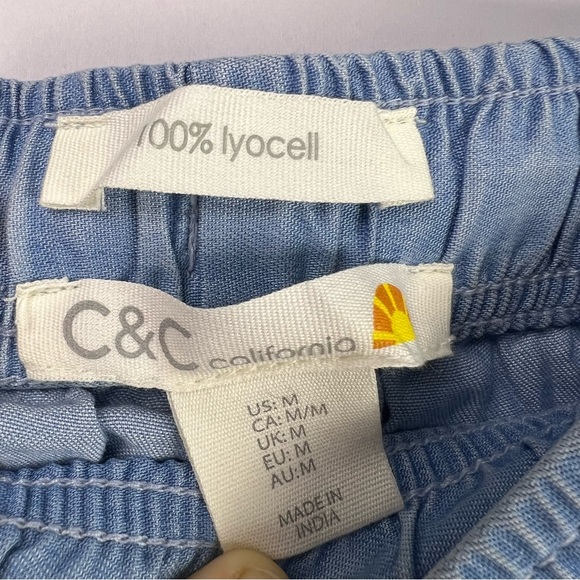 100% lyocell
C&C california
US: M
CA: M/M
UK: M
EU: M
AU: M
MADE IN
INDIA